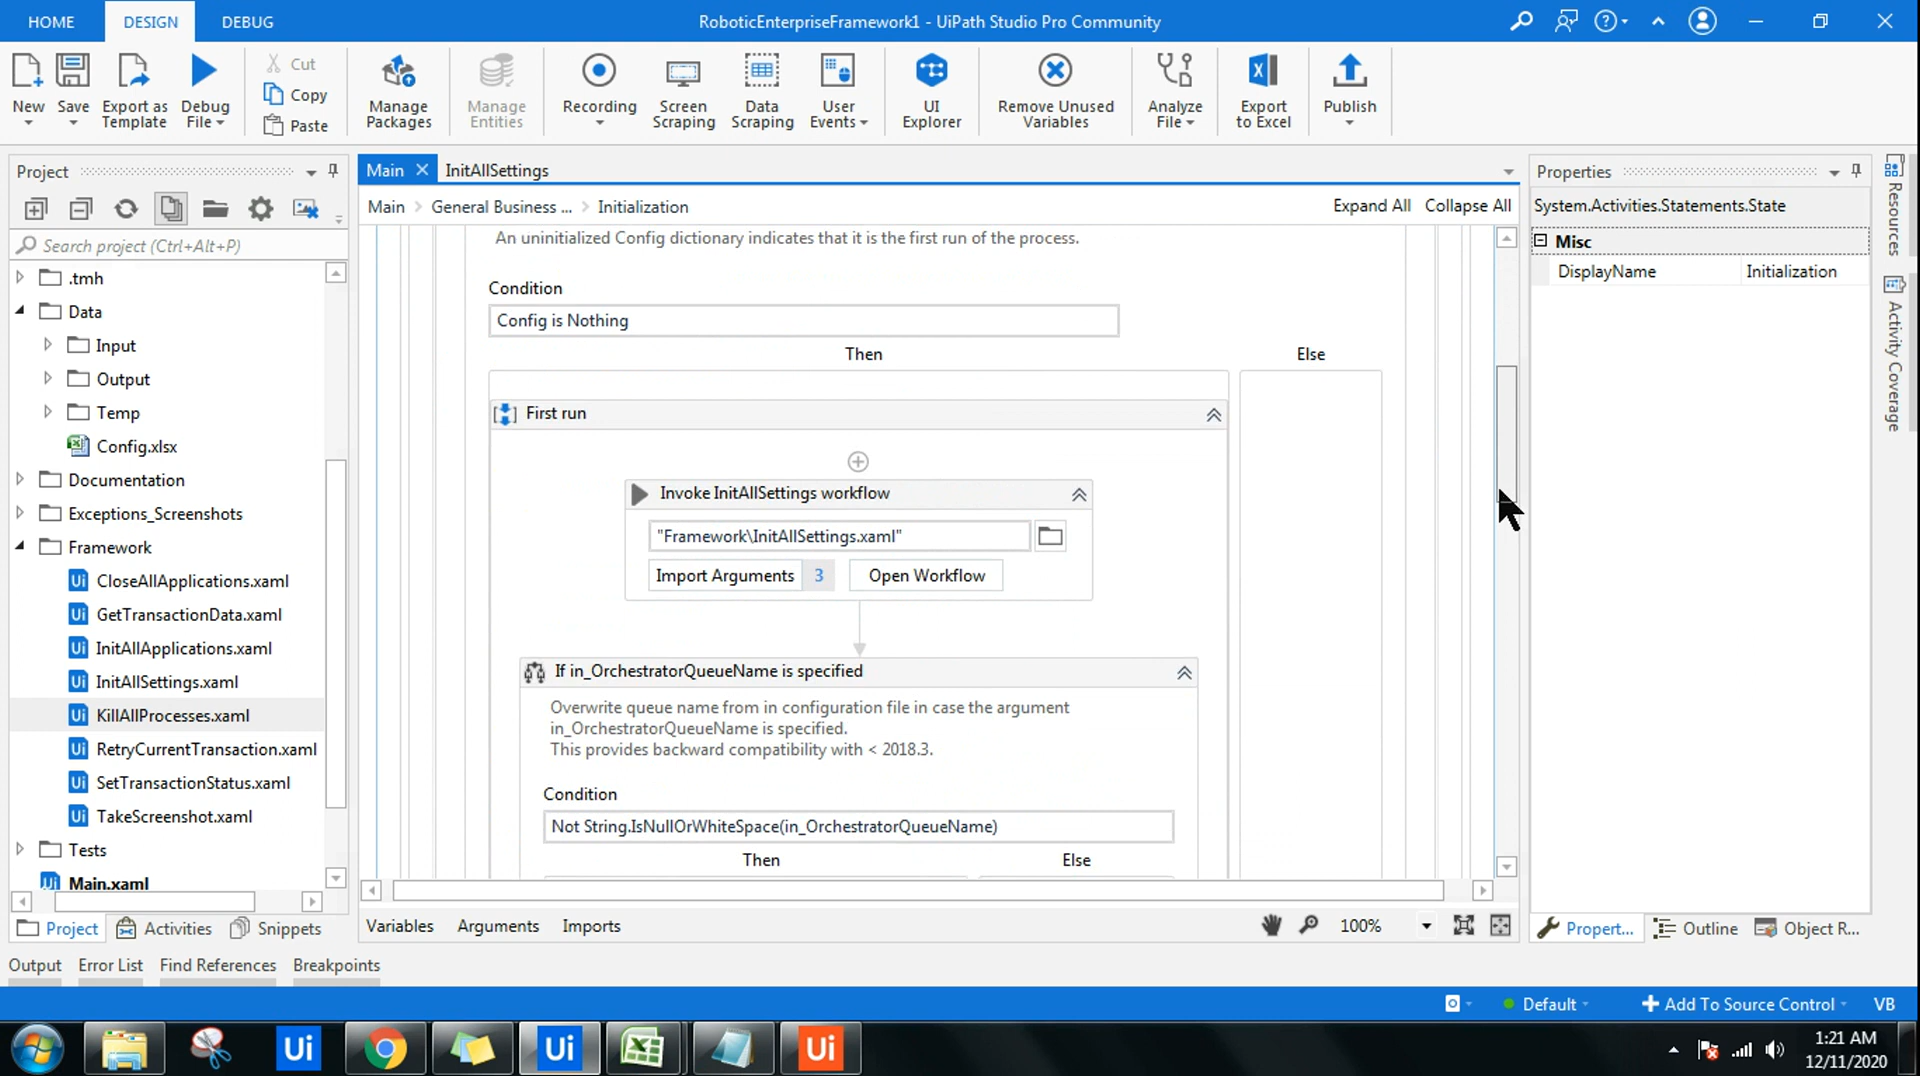 HOME DESIGN DEBUG RoboticEnterpriseFramework1 - UiPath Studio Pro Community
New Save Export as Template Debug File Cut Copy Paste Manage Packages Manage Entities Recording Screen Scraping Data Scraping User Events UI Explorer Remove Unused Variables Analyze File Export to Excel Publish
Project
Search project (Ctrl+Alt+P)
.tmh
Data
Input
Output
Temp
Config.xlsx
Documentation
Exceptions_Screenshots
Framework
CloseAllApplications.xaml
GetTransactionData.xaml
InitAllApplications.xaml
InitAllSettings.xaml
KillAllProcesses.xaml
RetryCurrentTransaction.xaml
SetTransactionStatus.xaml
TakeScreenshot.xaml
Tests
Main.xaml
Project Activities Snippets
Main InitAllSettings
Main > General Business ... > Initialization Expand All Collapse All
An uninitialized Config dictionary indicates that it is the first run of the process.
Condition
Config is Nothing
Then Else
First run
Invoke InitAllSettings workflow
"Framework\InitAllSettings.xaml"
Import Arguments 3 Open Workflow
If in_OrchestratorQueueName is specified
Overwrite queue name from in configuration file in case the argument
in_OrchestratorQueueName is specified.
This provides backward compatibility with < 2018.3.
Condition
Not String.IsNullOrWhiteSpace(in_OrchestratorQueueName)
Then Else
Variables Arguments Imports 100%
Properties
System.Activities.Statements.State
Misc
DisplayName Initialization
Propert... Outline Object R...
Resources
Activity Coverage
Output Error List Find References Breakpoints
Default Add To Source Control VB
Ui Ui Ui
1:21 AM
12/11/2020